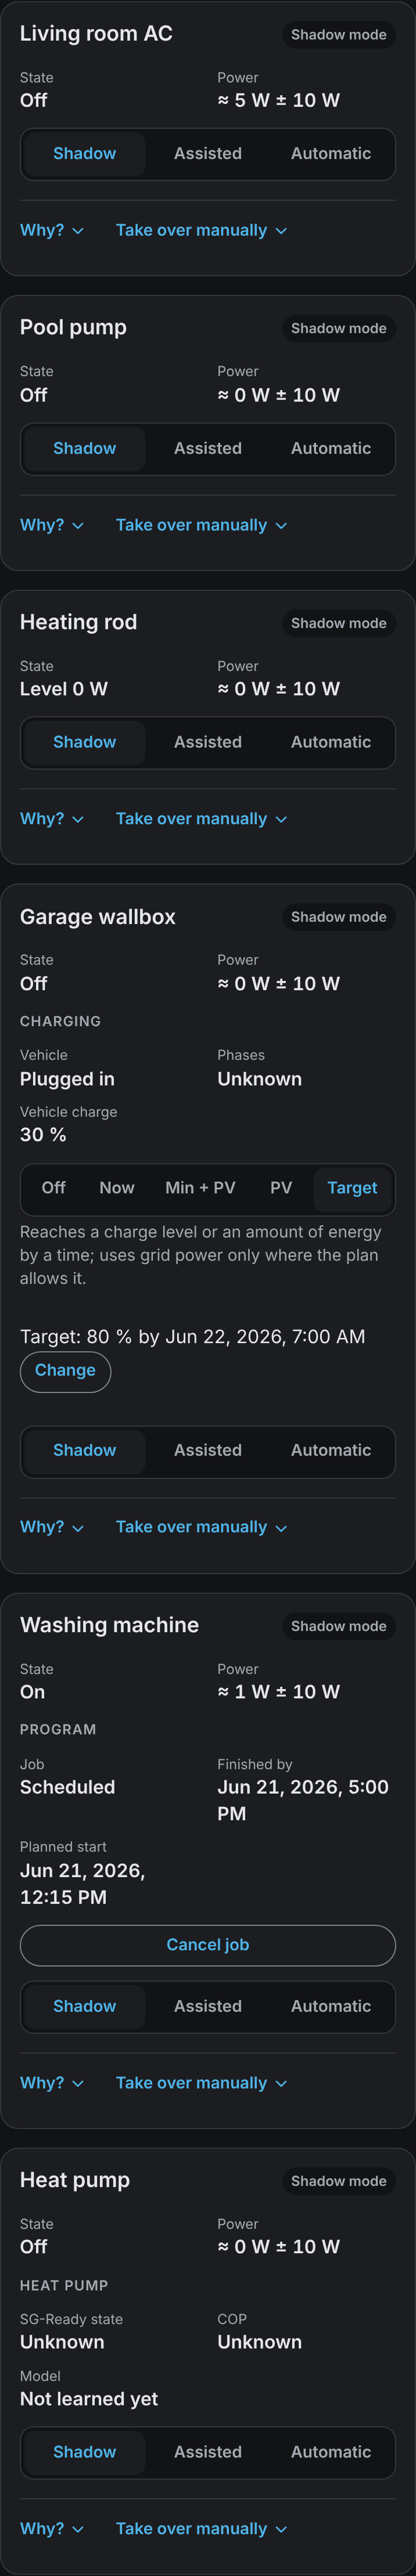 Living room AC
Shadow mode
State
Power
Off
≈ 5 W ± 10 W
Shadow
Assisted
Automatic
Why?
Take over manually
Pool pump
Shadow mode
State
Power
Off
≈ 0 W ± 10 W
Shadow
Assisted
Automatic
Why?
Take over manually
Heating rod
Shadow mode
State
Power
Level 0 W
≈ 0 W ± 10 W
Shadow
Assisted
Automatic
Why?
Take over manually
Garage wallbox
Shadow mode
State
Power
Off
≈ 0 W ± 10 W
CHARGING
Vehicle
Phases
Plugged in
Unknown
Vehicle charge
30 %
Off
Now
Min + PV
PV
Target
Reaches a charge level or an amount of energy
by a time; uses grid power only where the plan
allows it.
Target: 80 % by Jun 22, 2026, 7:00 AM
Change
Shadow
Assisted
Automatic
Why?
Take over manually
Washing machine
Shadow mode
State
Power
On
≈ 1 W ± 10 W
PROGRAM
Job
Finished by
Scheduled
Jun 21, 2026, 5:00
PM
Planned start
Jun 21, 2026,
12:15 PM
Cancel job
Shadow
Assisted
Automatic
Why?
Take over manually
Heat pump
Shadow mode
State
Power
Off
≈ 0 W ± 10 W
HEAT PUMP
SG-Ready state
COP
Unknown
Unknown
Model
Not learned yet
Shadow
Assisted
Automatic
Why?
Take over manually